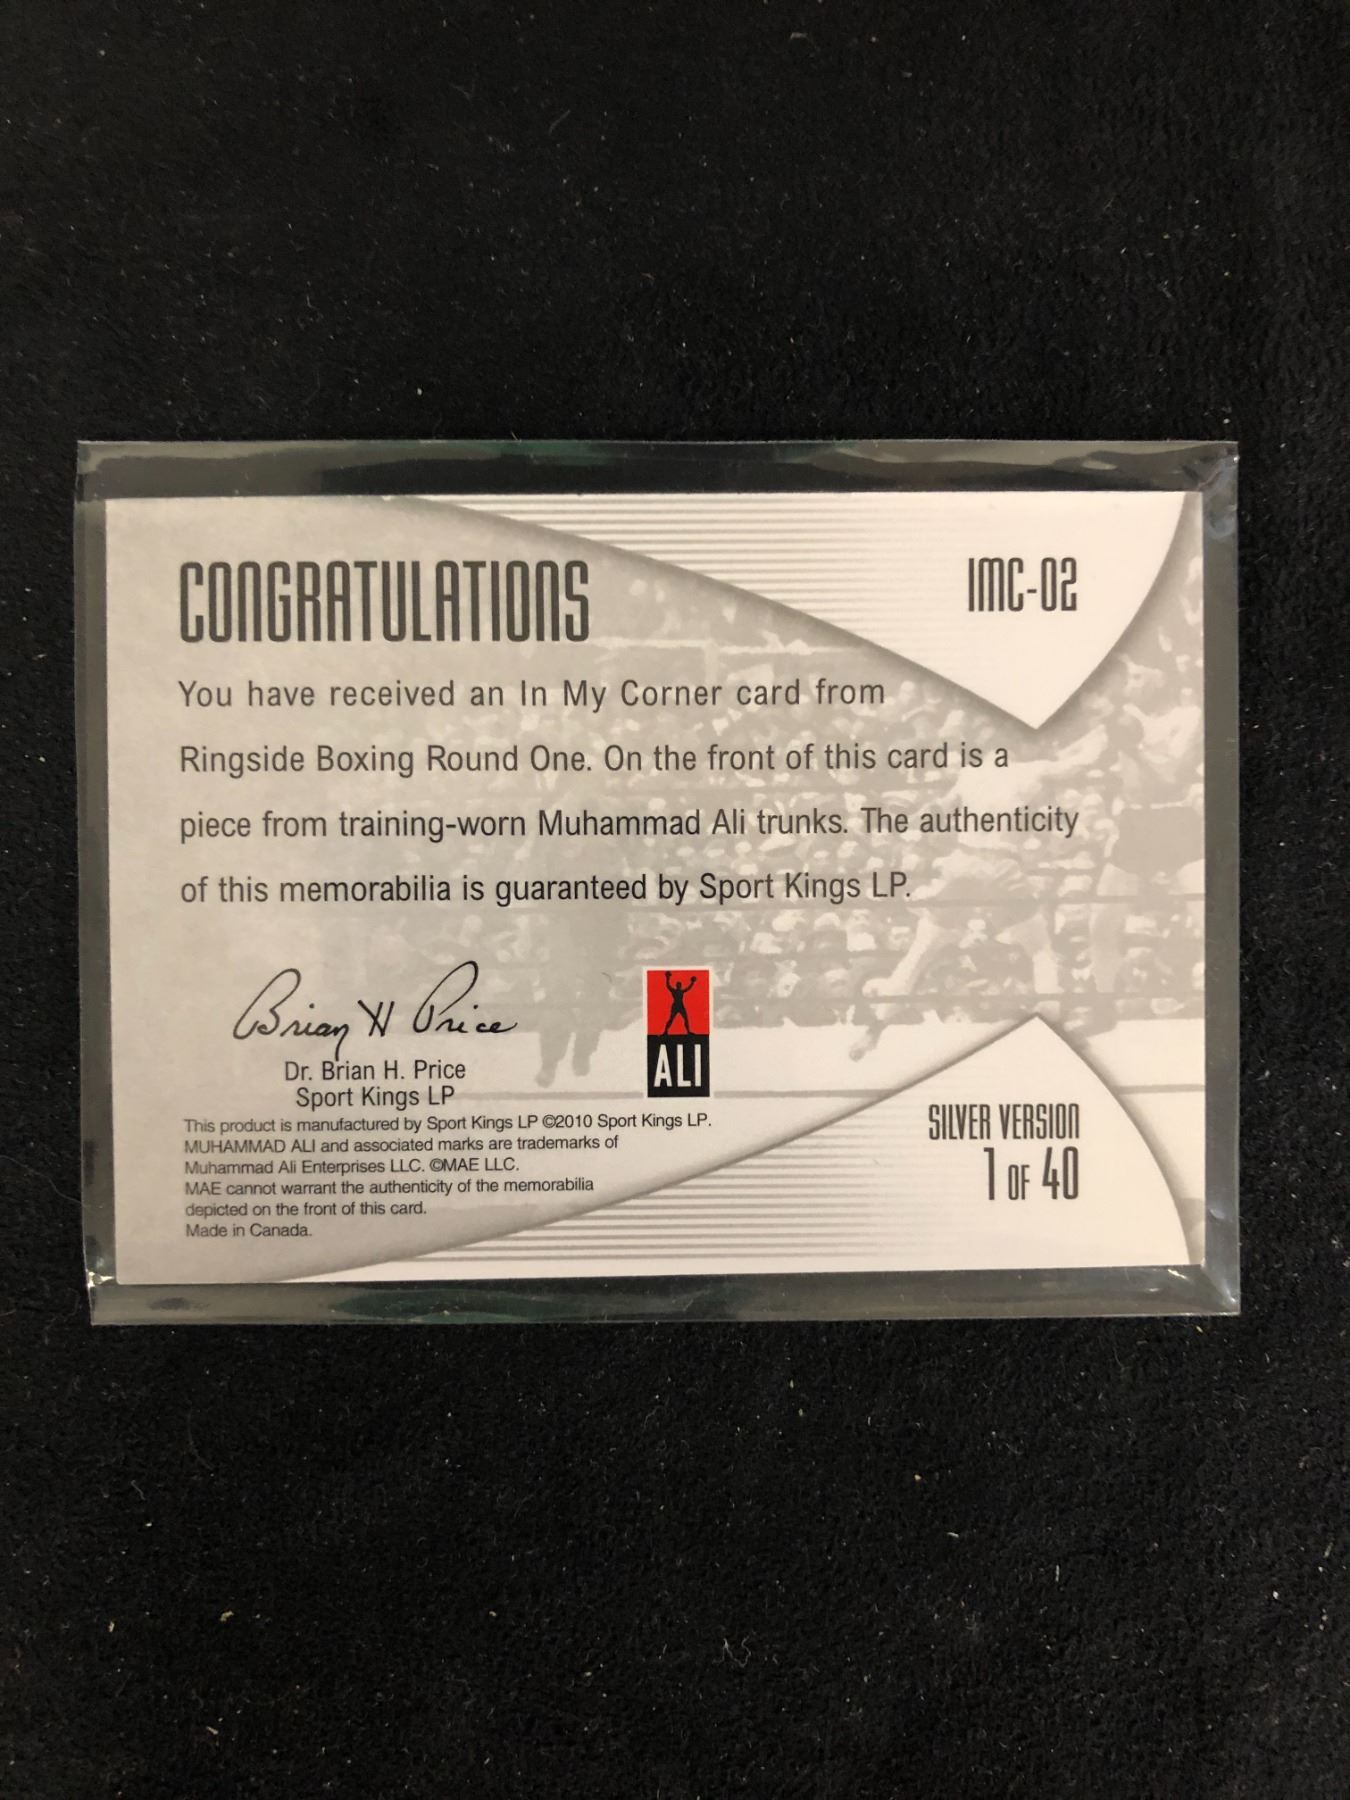 CONGRATULATIONS
IMC-02
You have received an In My Corner card from
Ringside Boxing Round One. On the front of this card is a
piece from training-worn Muhammad Ali trunks. The authenticity
of this memorabilia is guaranteed by Sport Kings LP.
Brian H Price
Dr. Brian H. Price
Sport Kings LP
ALI
This product is manufactured by Sport Kings LP ©2010 Sport Kings LP.
MUHAMMAD ALI and associated marks are trademarks of
Muhammad Ali Enterprises LLC. ©MAE LLC.
MAE cannot warrant the authenticity of the memorabilia
depicted on the front of this card.
Made in Canada.
SILVER VERSION
1 OF 40